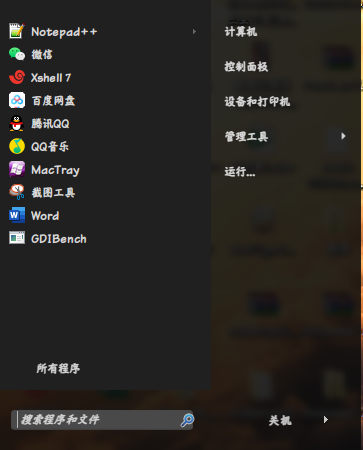 Notepad++
微信
Xshell 7
百度网盘
腾讯QQ
QQ音乐
MacTray
截图工具
Word
GDIBench
所有程序
搜索程序和文件
计算机
控制面板
设备和打印机
管理工具
运行...
关机